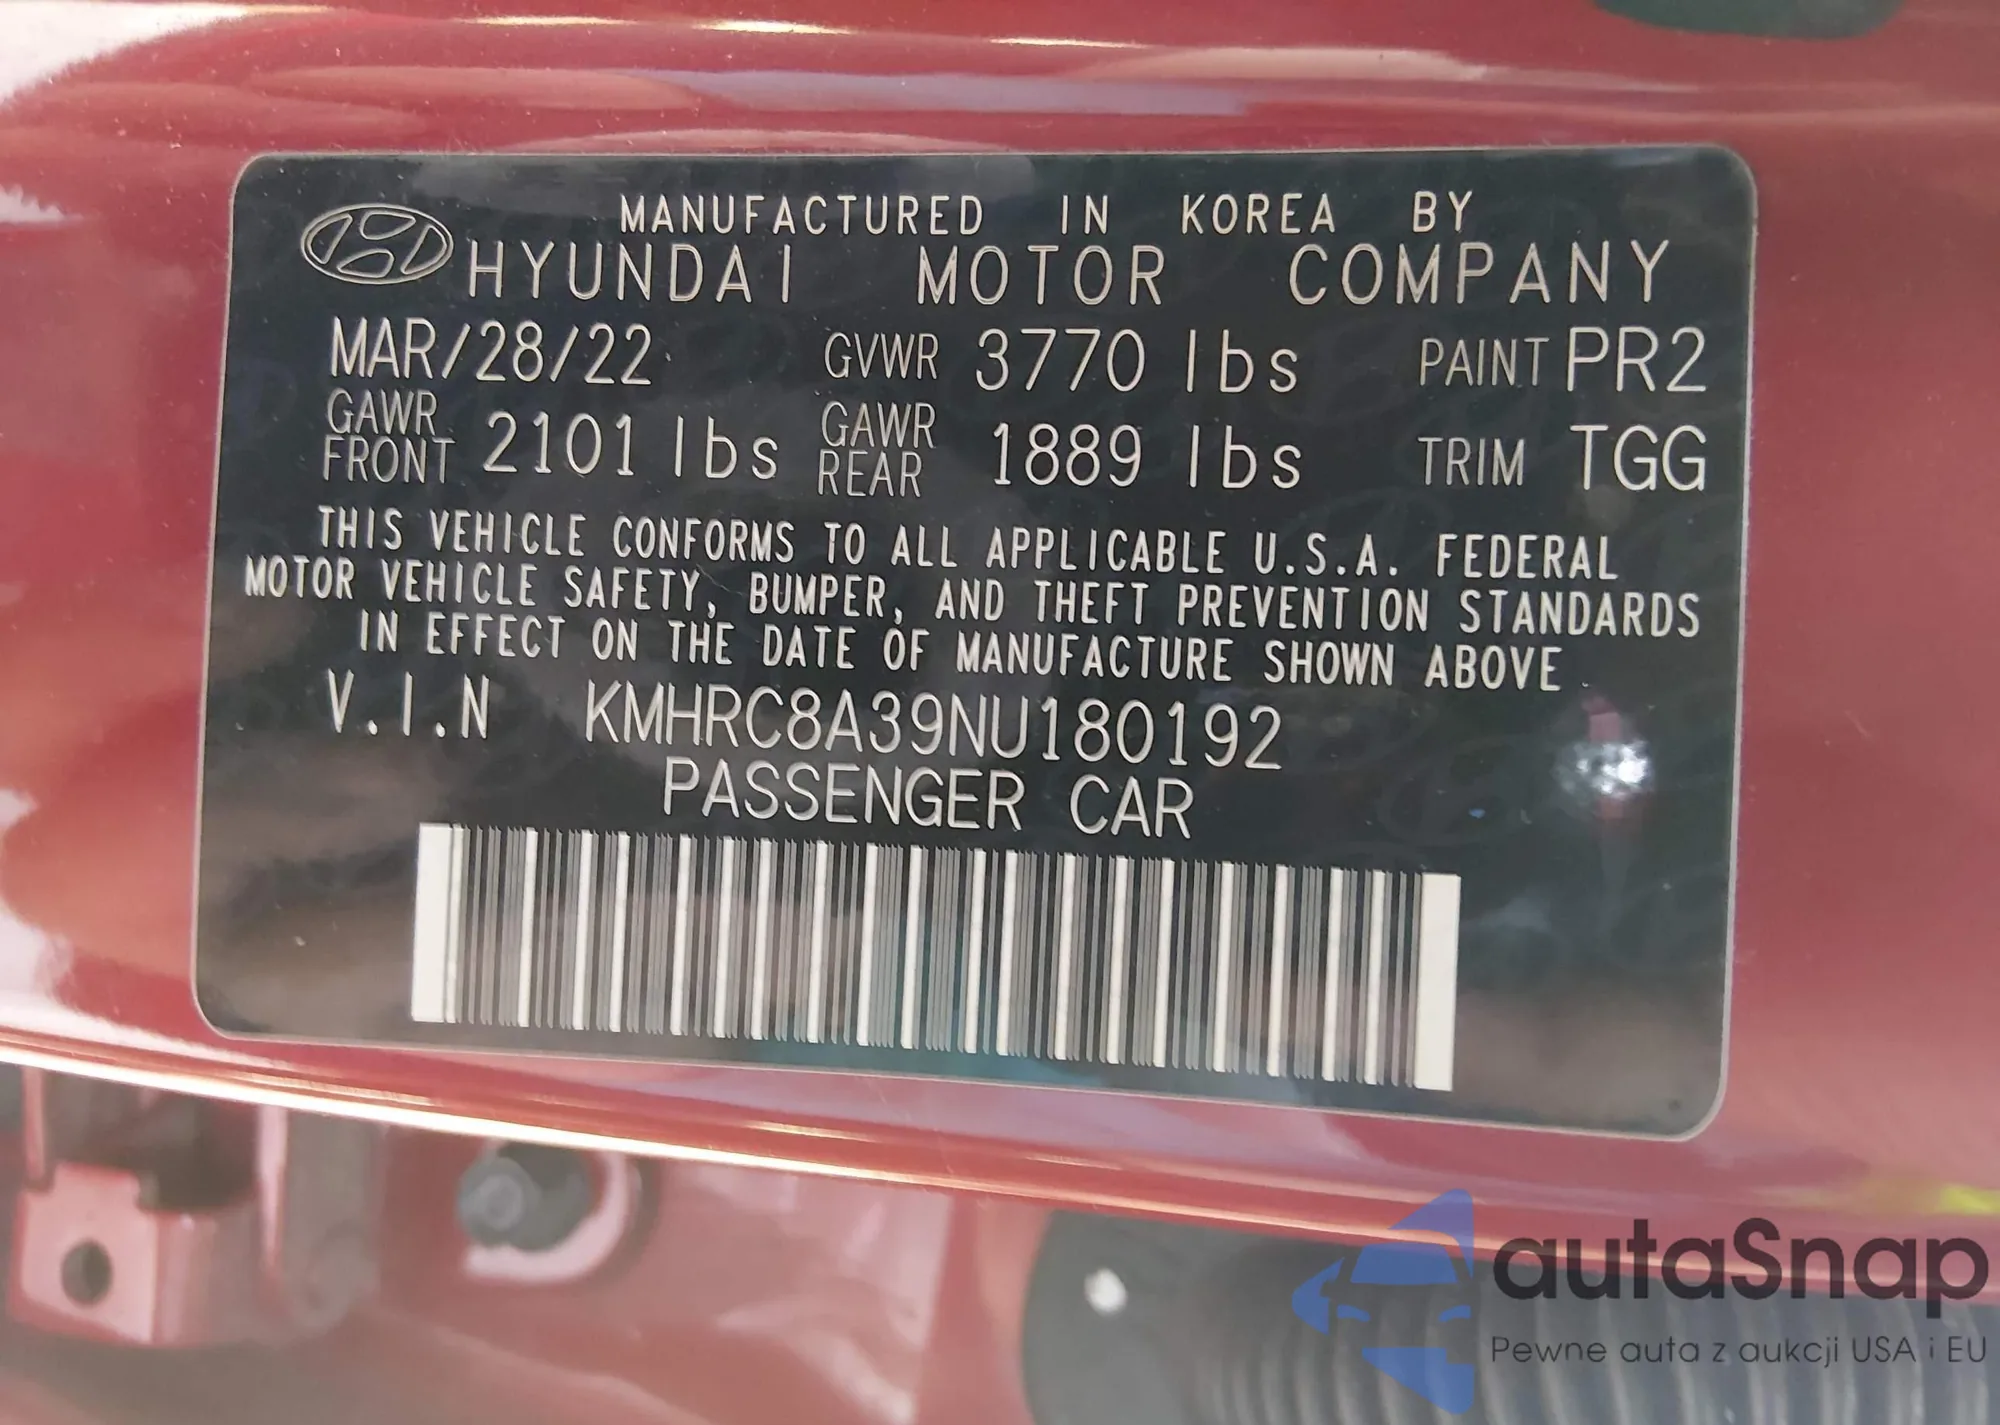 MANUFACTURED IN KOREA BY
HYUNDAI MOTOR COMPANY
MAR/28/22 GVWR 3770 lbs PAINT PR2
GAWR FRONT 2101 lbs GAWR REAR 1889 lbs TRIM TGG
THIS VEHICLE CONFORMS TO ALL APPLICABLE U.S.A. FEDERAL
MOTOR VEHICLE SAFETY, BUMPER, AND THEFT PREVENTION STANDARDS
IN EFFECT ON THE DATE OF MANUFACTURE SHOWN ABOVE
V.I.N KMHRC8A39NU180192
PASSENGER CAR
autaSnap
Pewne auta z aukcji USA i EU